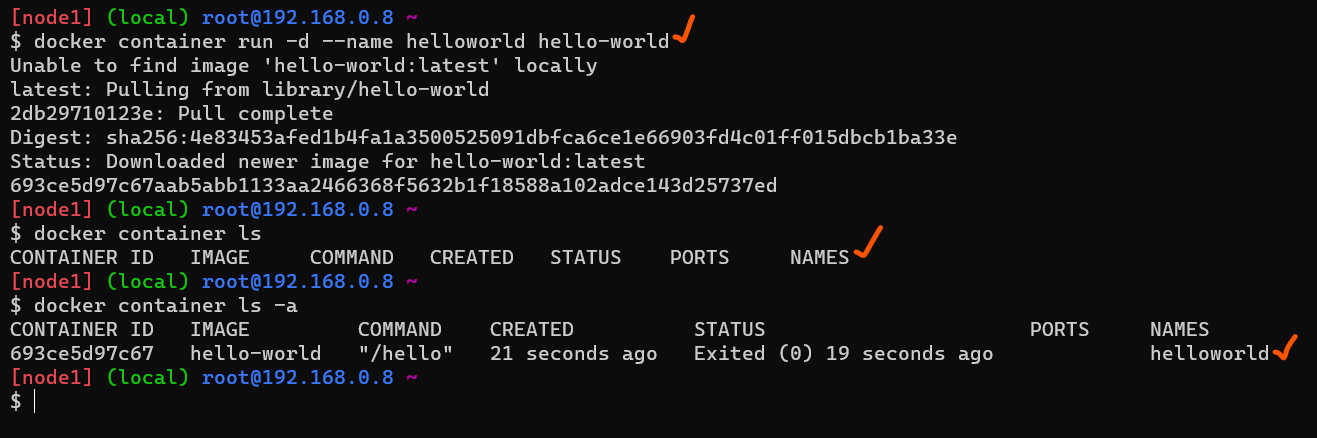 [node1] (local) root@192.168.0.8 ~
$ docker container run -d --name helloworld hello-world
Unable to find image 'hello-world:latest' locally
latest: Pulling from library/hello-world
2db29710123e: Pull complete
Digest: sha256:4e83453afed1b4fa1a3500525091dbfca6ce1e66903fd4c01ff015dbcb1ba33e
Status: Downloaded newer image for hello-world:latest
693ce5d97c67aab5abb1133aa2466368f5632b1f18588a102adce143d25737ed
[node1] (local) root@192.168.0.8 ~
$ docker container ls
CONTAINER ID   IMAGE     COMMAND   CREATED   STATUS    PORTS     NAMES
[node1] (local) root@192.168.0.8 ~
$ docker container ls -a
CONTAINER ID   IMAGE         COMMAND    CREATED          STATUS                      PORTS     NAMES
693ce5d97c67   hello-world   "/hello"   21 seconds ago   Exited (0) 19 seconds ago             helloworld
[node1] (local) root@192.168.0.8 ~
$